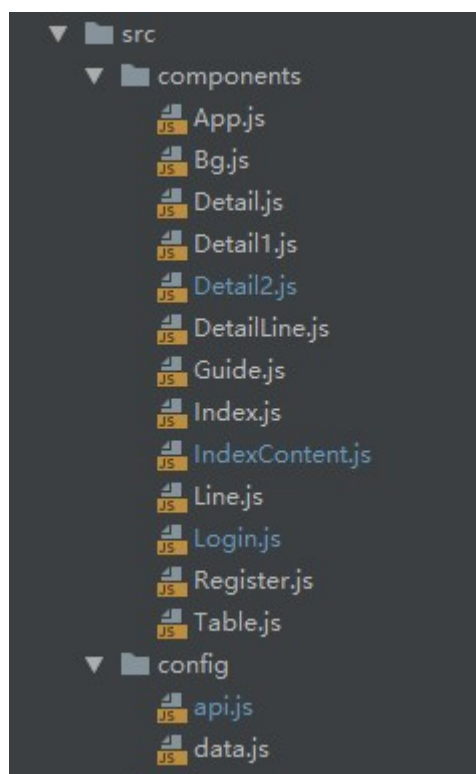 src
components
App.js
Bg.js
Detail.js
Detail1.js
Detail2.js
DetailLine.js
Guide.js
Index.js
IndexContent.js
Line.js
Login.js
Register.js
Table.js
config
api.js
data.js